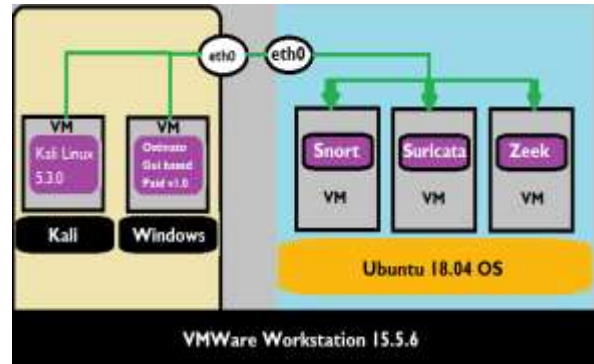 eth0
eth0
VM
Kali Linux
5.3.0
VM
Ostinato
Gui based
Paid v1.0
Snort
VM
Suricata
VM
Zeek
VM
Kali
Windows
Ubuntu 18.04 OS
VMWare Workstation 15.5.6